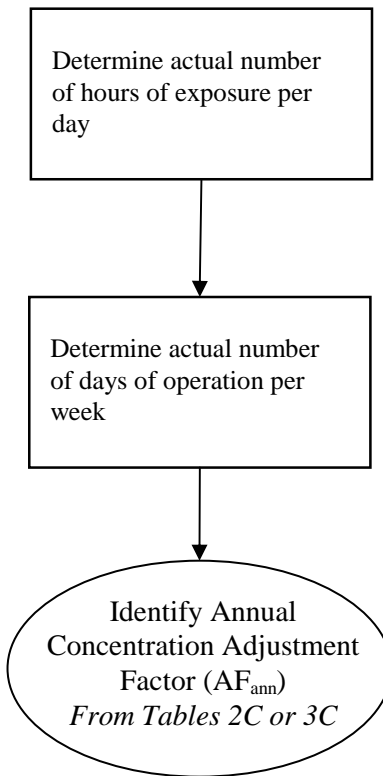 Determine actual number
of hours of exposure per
day
Determine actual number
of days of operation per
week
Identify Annual
Concentration Adjustment
Factor (AFann)
From Tables 2C or 3C